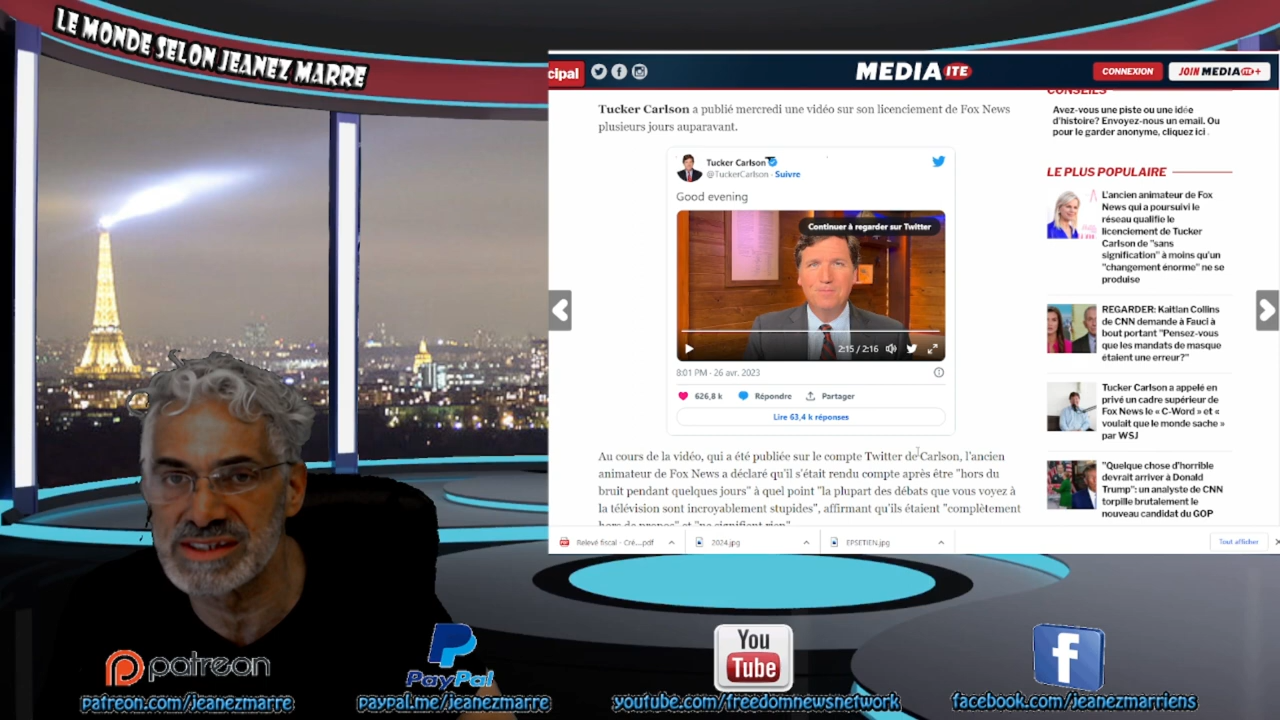 LE MONDE SELON JEANEZ MARRE
cipal
MEDIAITE
CONNEXION
JOIN MEDIAITE+
Tucker Carlson a publié mercredi une vidéo sur son licenciement de Fox News
plusieurs jours auparavant.
Tucker Carlson
@TuckerCarlson · Suivre
Good evening
Continuer à regarder sur Twitter
2:15 / 2:16
8:01 PM · 26 avr. 2023
626,8 k
Répondre
Partager
Lire 63,4 k réponses
Au cours de la vidéo, qui a été publiée sur le compte Twitter de Carlson, l'ancien
animateur de Fox News a déclaré qu'il s'était rendu compte après être "hors du
bruit pendant quelques jours" à quel point "la plupart des débats que vous voyez à
la télévision sont incroyablement stupides", affirmant qu'ils étaient "complètement
hors de propos" et "ne signifient rien"
CONSEILS
Avez-vous une piste ou une idée
d'histoire? Envoyez-nous un email. Ou
pour le garder anonyme, cliquez ici .
LE PLUS POPULAIRE
L'ancien animateur de Fox
News qui a poursuivi le
réseau qualifie le
licenciement de Tucker
Carlson de "sans
signification" à moins qu'un
"changement énorme" ne se
produise
REGARDER: Kaitlan Collins
de CNN demande à Fauci à
bout portant "Pensez-vous
que les mandats de masque
étaient une erreur?"
Tucker Carlson a appelé en
privé un cadre supérieur de
Fox News le « C-Word » et «
voulait que le monde sache »
par WSJ
"Quelque chose d'horrible
devrait arriver à Donald
Trump": un analyste de CNN
torpille brutalement le
nouveau candidat du GOP
Relevé fiscal - Cré....pdf
2024.jpg
EPSETIEN.jpg
Tout afficher
patreon
patreon.com/jeanezmarre
PayPal
paypal.me/jeanezmarre
You
Tube
youtube.com/freedomnewsnetwork
f
facebook.com/jeanezmarriens